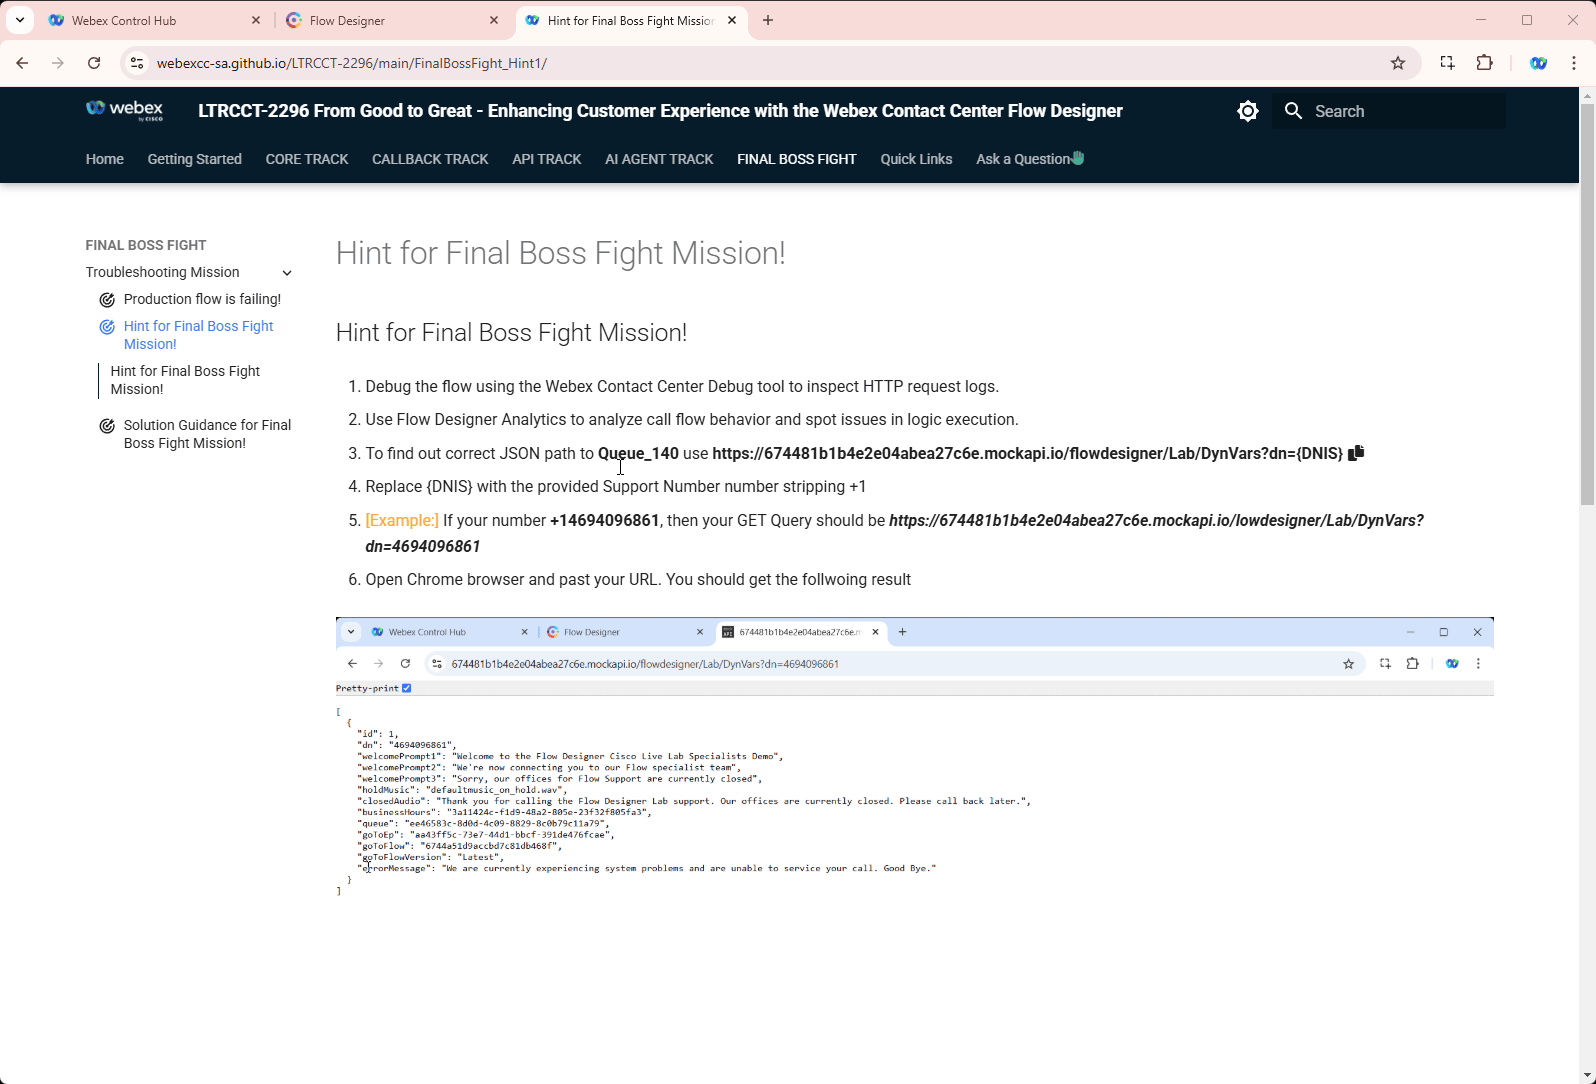 Webex Control Hub
Flow Designer
Hint for Final Boss Fight Mission
webexcc-sa.github.io/LTRCCT-2296/main/FinalBossFight_Hint1/
webex
by CISCO
LTRCCT-2296 From Good to Great - Enhancing Customer Experience with the Webex Contact Center Flow Designer
Search
Home Getting Started CORE TRACK CALLBACK TRACK API TRACK AI AGENT TRACK FINAL BOSS FIGHT Quick Links Ask a Question
FINAL BOSS FIGHT
Troubleshooting Mission
Production flow is failing!
Hint for Final Boss Fight
Mission!
Hint for Final Boss Fight
Mission!
Solution Guidance for Final
Boss Fight Mission!
Hint for Final Boss Fight Mission!
Hint for Final Boss Fight Mission!
1. Debug the flow using the Webex Contact Center Debug tool to inspect HTTP request logs.
2. Use Flow Designer Analytics to analyze call flow behavior and spot issues in logic execution.
3. To find out correct JSON path to Queue_140 use https://674481b1b4e2e04abea27c6e.mockapi.io/flowdesigner/Lab/DynVars?dn={DNIS}
4. Replace {DNIS} with the provided Support Number number stripping +1
5. [Example:] If your number +14694096861, then your GET Query should be https://674481b1b4e2e04abea27c6e.mockapi.io/lowdesigner/Lab/DynVars?
dn=4694096861
6. Open Chrome browser and past your URL. You should get the follwoing result
Webex Control Hub
Flow Designer
674481b1b4e2e04abea27c6e.m
674481b1b4e2e04abea27c6e.mockapi.io/flowdesigner/Lab/DynVars?dn=4694096861
Pretty-print
[
{
"id": 1,
"dn": "4694096861",
"welcomePrompt1": "Welcome to the Flow Designer Cisco Live Lab Specialists Demo",
"welcomePrompt2": "We're now connecting you to our Flow specialist team",
"welcomePrompt3": "Sorry, our offices for Flow Support are currently closed",
"holdMusic": "defaultmusic_on_hold.wav",
"closedAudio": "Thank you for calling the Flow Designer Lab support. Our offices are currently closed. Please call back later.",
"businessHours": "3a11424c-f1d9-48a2-805e-23f32f805fa3",
"queue": "ee46583c-8d0d-4c09-8829-8c0b79c11a79",
"goToEp": "aa43ff5c-73e7-44d1-bbcf-391de476fcae",
"goToFlow": "6744a51d9accbd7c81db468f",
"goToFlowVersion": "Latest",
"errorMessage": "We are currently experiencing system problems and are unable to service your call. Good Bye."
}
]